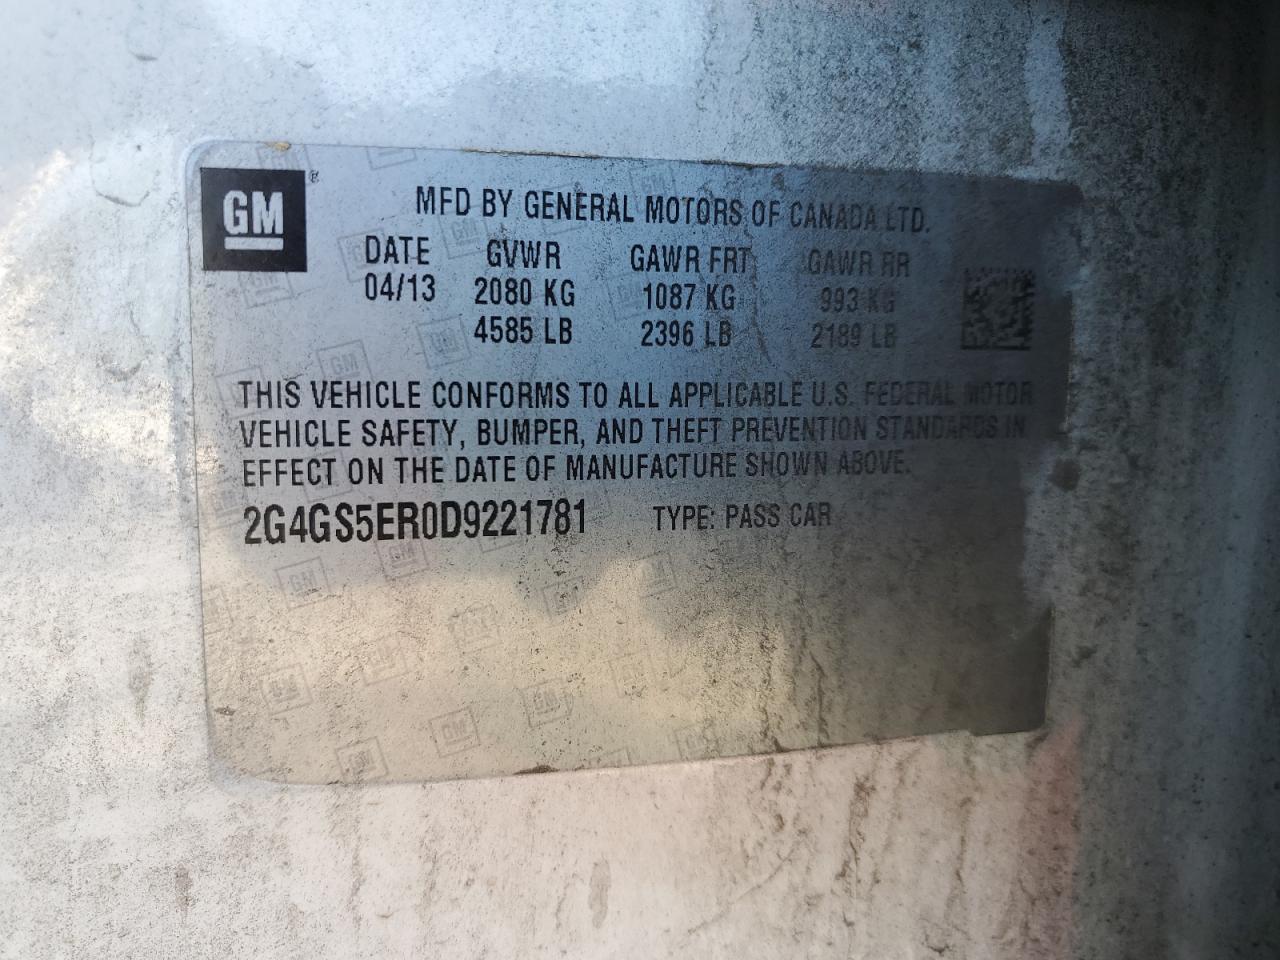 GM ®
MFD BY GENERAL MOTORS OF CANADA LTD.
DATE GVWR GAWR FRT GAWR RR
04/13 2080 KG 1087 KG 993 KG
4585 LB 2396 LB 2189 LB
THIS VEHICLE CONFORMS TO ALL APPLICABLE U.S. FEDERAL MOTOR
VEHICLE SAFETY, BUMPER, AND THEFT PREVENTION STANDARDS IN
EFFECT ON THE DATE OF MANUFACTURE SHOWN ABOVE.
2G4GS5ER0D9221781 TYPE: PASS CAR